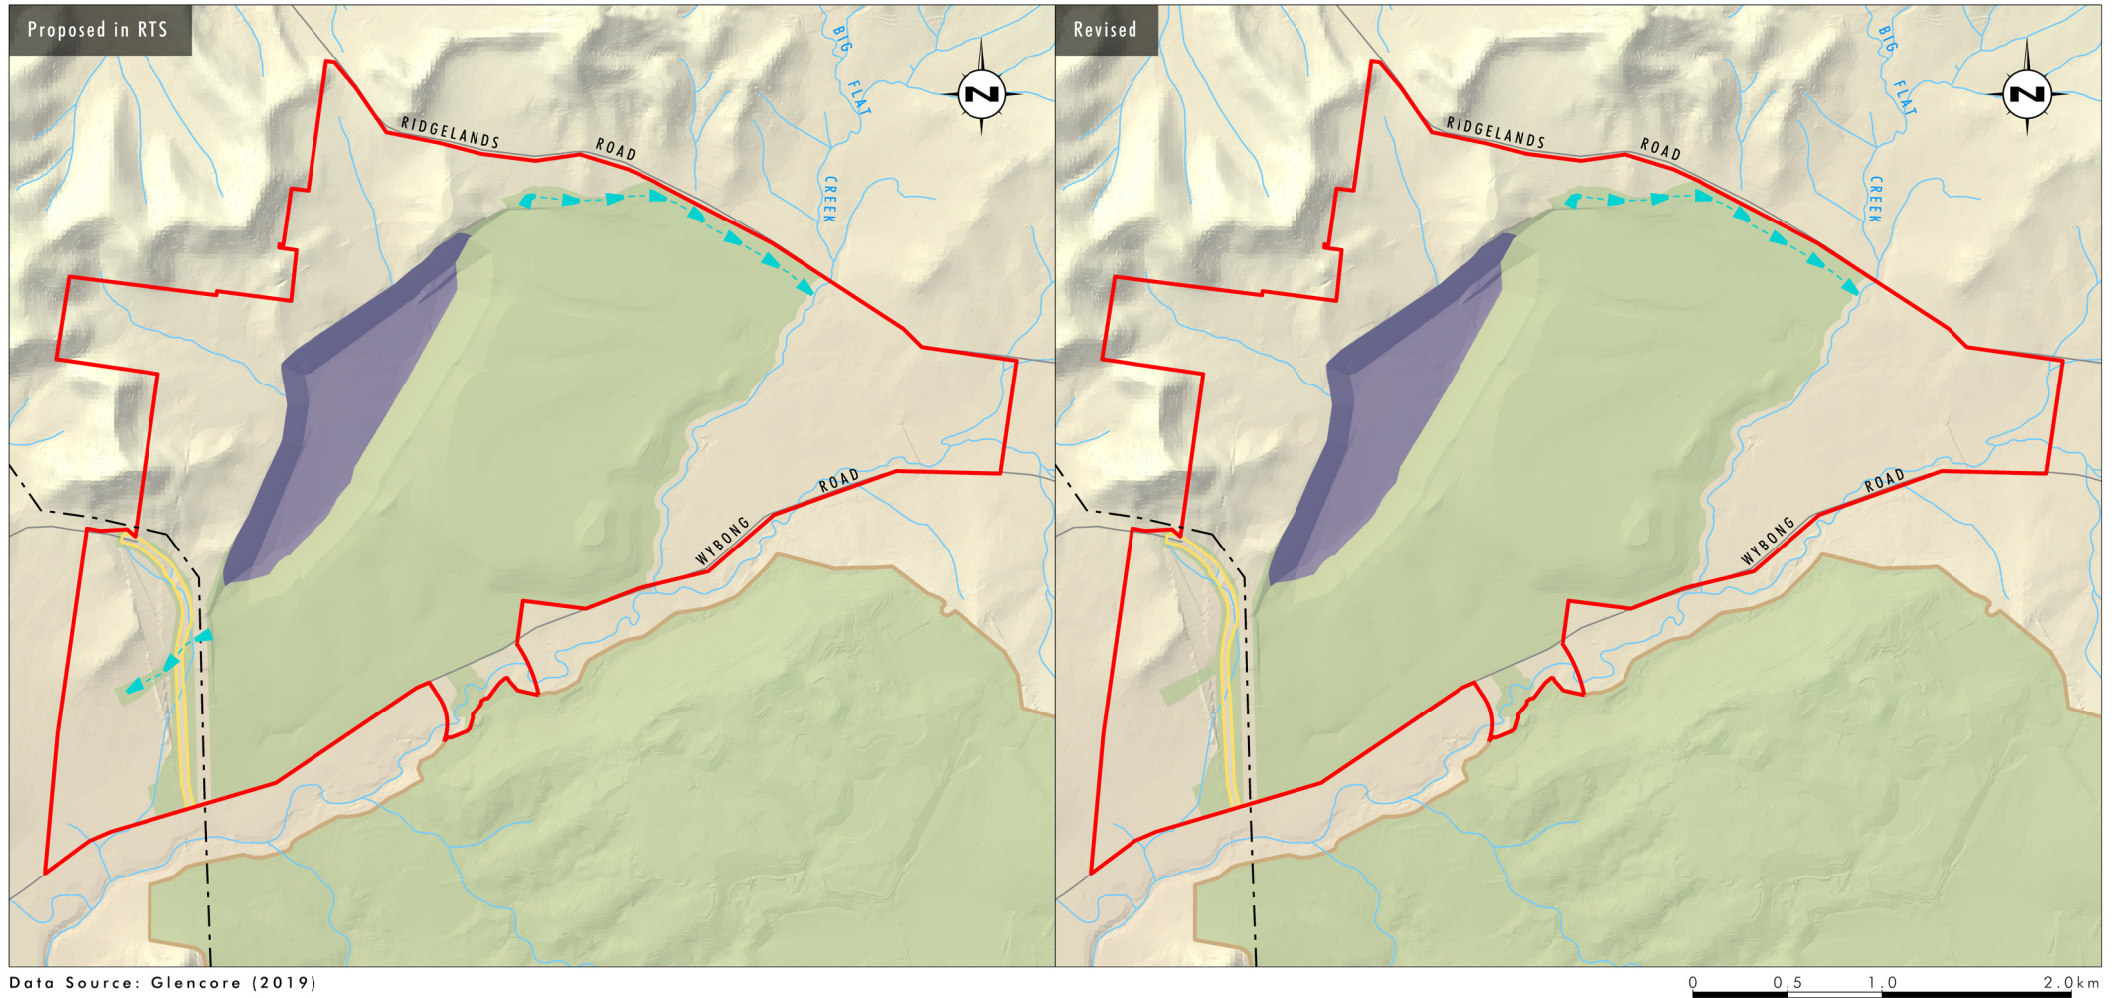 Proposed in RTS
BIG
FLAT
CREEK
N
RIDGELANDS ROAD
WYBONG ROAD
Revised
BIG
FLAT
CREEK
N
RIDGELANDS ROAD
WYBONG ROAD
Data Source: Glencore (2019)
0 0.5 1.0 2.0km